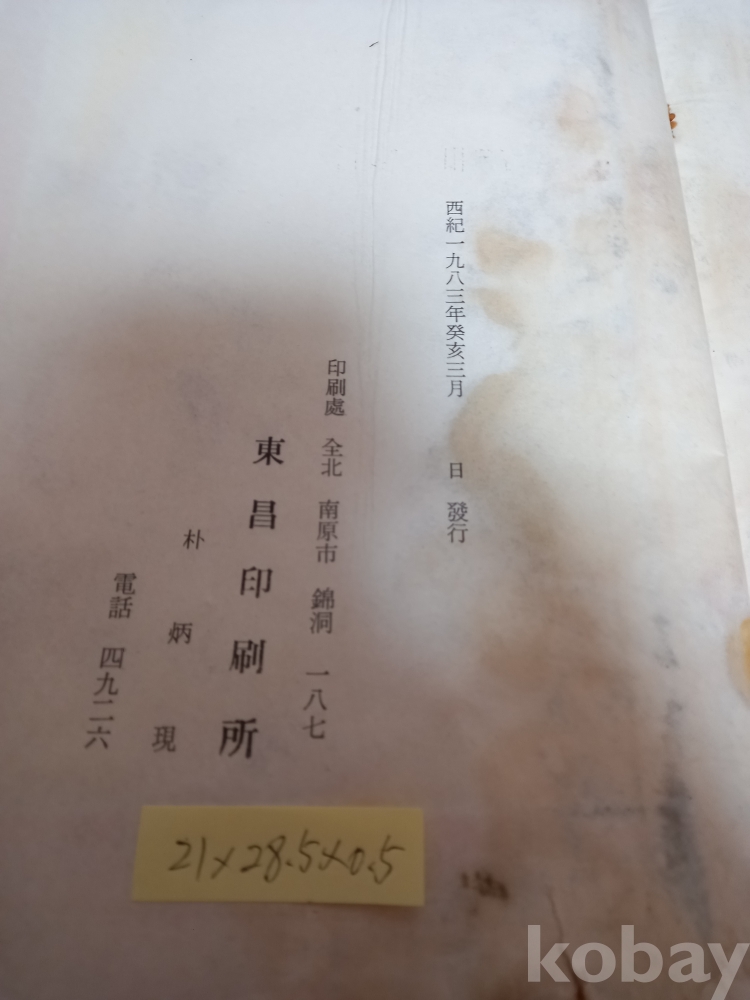 西紀一九八三年癸亥三月 日 發行
印刷處 全北 南原市 錦洞 一八七
東昌印刷所
朴炳現
電話 四九二六
21×28.5×0.5
kobay